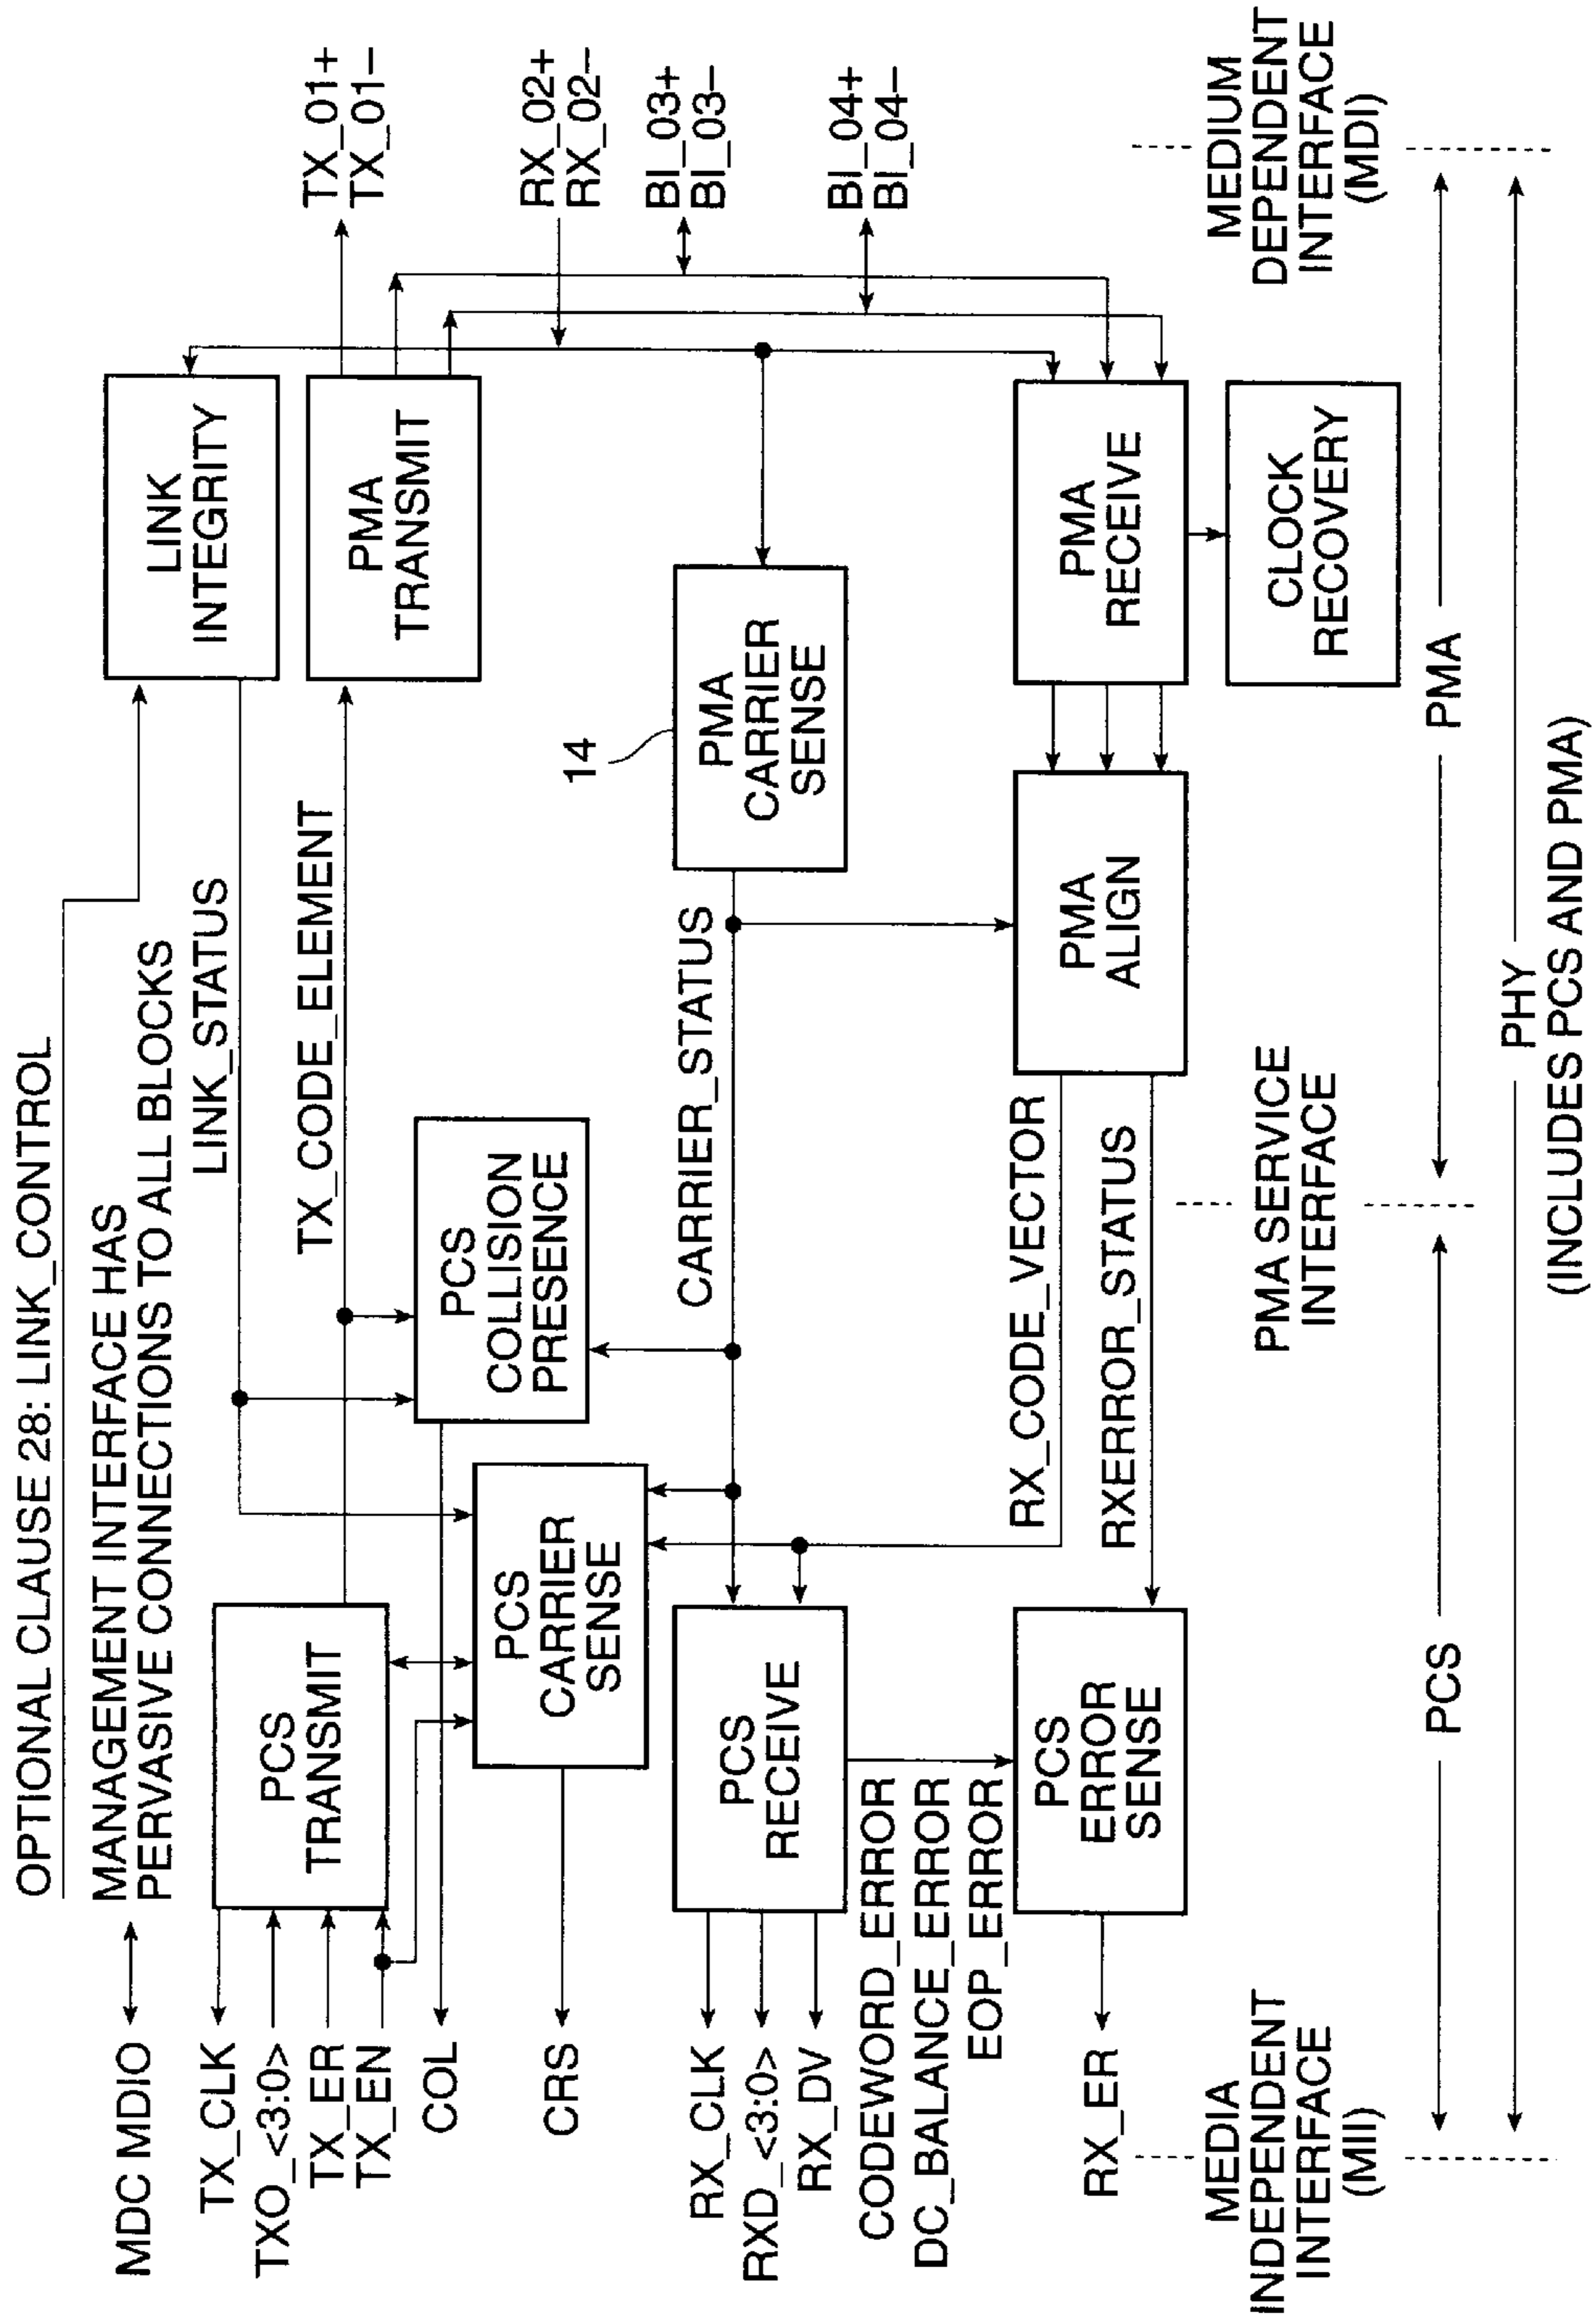 OPTIONAL CLAUSE 28: LINK_CONTROL
MDC MDIO
MANAGEMENT INTERFACE HAS
PERVASIVE CONNECTIONS TO ALL BLOCKS
LINK_STATUS
LINK
INTEGRITY
TX_CLK
TXO_<3:0>
TX_ER
TX_EN
PCS
TRANSMIT
TX_CODE_ELEMENT
PMA
TRANSMIT
TX_01+
TX_01–
COL
PCS
COLLISION
PRESENCE
CRS
PCS
CARRIER
SENSE
RX_02+
RX_02–
BI_03+
BI_03–
14
CARRIER_STATUS
PMA
CARRIER
SENSE
BI_04+
BI_04–
RX_CLK
RXD_<3:0>
RX_DV
PCS
RECEIVE
CODEWORD_ERROR
DC_BALANCE_ERROR
EOP_ERROR
RX_CODE_VECTOR
RXERROR_STATUS
PMA
ALIGN
PMA
RECEIVE
RX_ER
PCS
ERROR
SENSE
CLOCK
RECOVERY
MEDIA
INDEPENDENT
INTERFACE
(MII)
PMA SERVICE
INTERFACE
MEDIUM
DEPENDENT
INTERFACE
(MDI)
PCS
PMA
PHY
(INCLUDES PCS AND PMA)